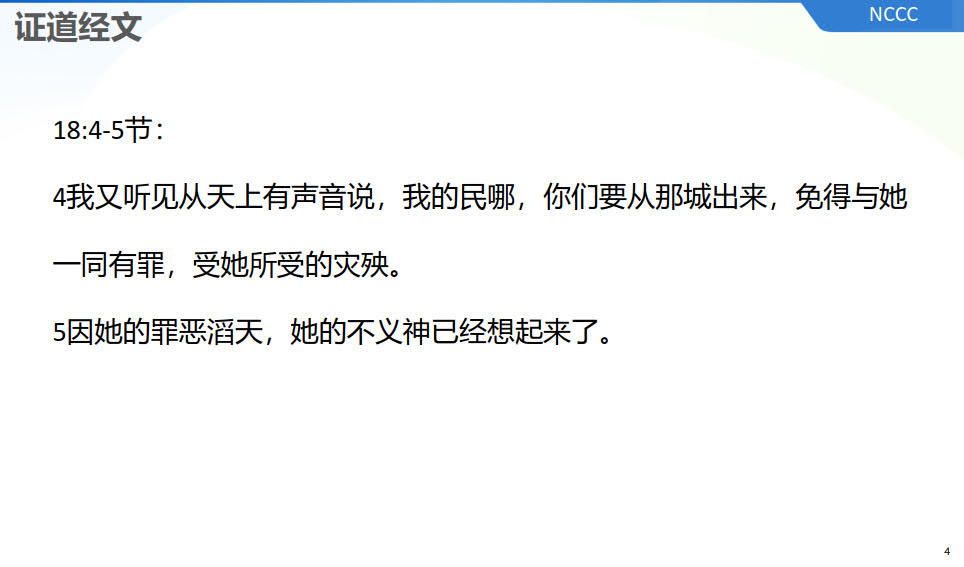 证道经文
NCCC
18:4-5节：
4我又听见从天上有声音说，我的民哪，你们要从那城出来，免得与她
一同有罪，受她所受的灾殃。
5因她的罪恶滔天，她的不义神已经想起来了。
4